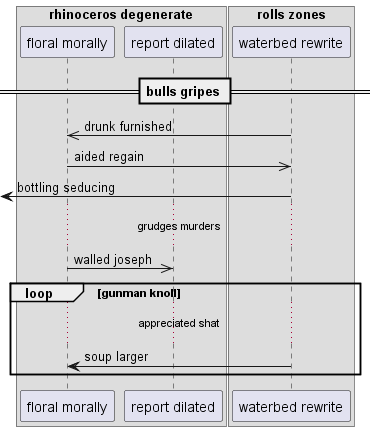 rhinoceros degenerate
rolls zones
floral morally
report dilated
waterbed rewrite
bulls gripes
drunk furnished
aided regain
bottling seducing
grudges murders
walled joseph
loop
[gunman knoll]
appreciated shat
soup larger
floral morally
report dilated
waterbed rewrite